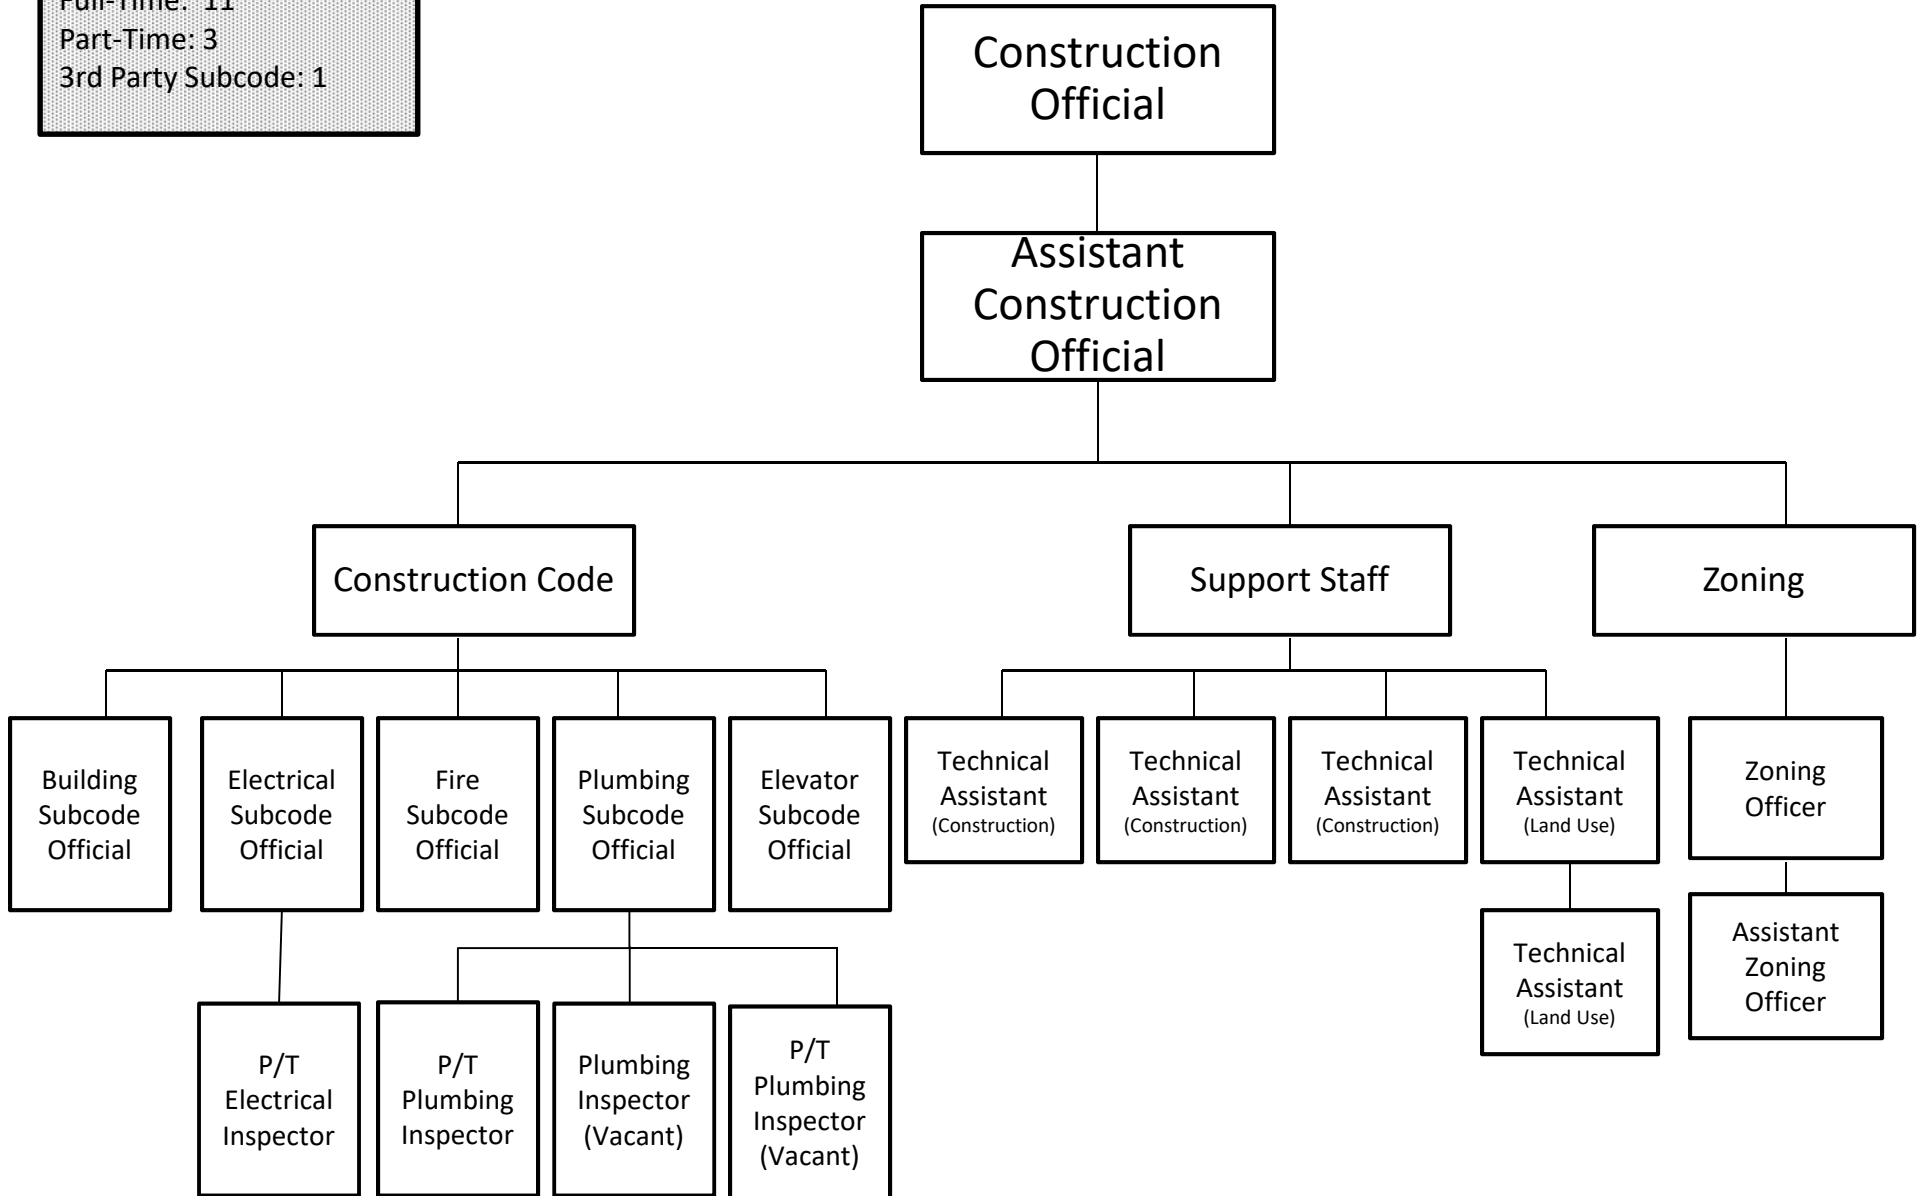 Full-Time: 11
Part-Time: 3
3rd Party Subcode: 1
Construction
Official
Assistant
Construction
Official
Construction Code
Support Staff
Zoning
Building
Subcode
Official
Electrical
Subcode
Official
Fire
Subcode
Official
Plumbing
Subcode
Official
Elevator
Subcode
Official
Technical
Assistant
(Construction)
Technical
Assistant
(Construction)
Technical
Assistant
(Construction)
Technical
Assistant
(Land Use)
Zoning
Officer
P/T
Electrical
Inspector
P/T
Plumbing
Inspector
Plumbing
Inspector
(Vacant)
P/T
Plumbing
Inspector
(Vacant)
Technical
Assistant
(Land Use)
Assistant
Zoning
Officer